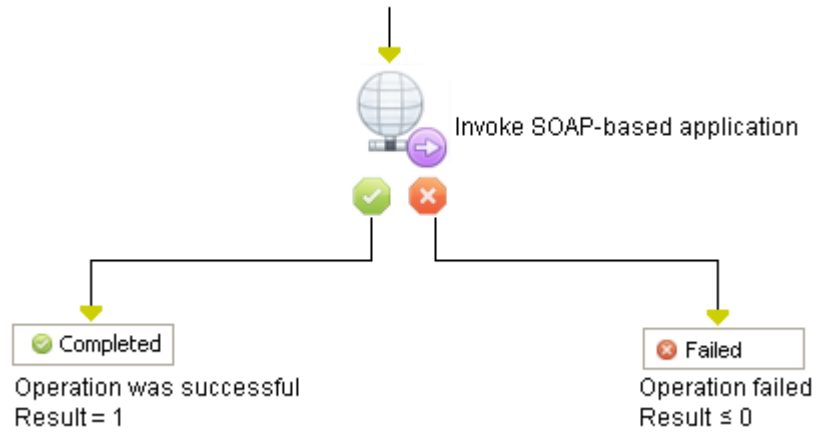 Invoke SOAP-based application
Completed
Failed
Operation was successful
Result = 1
Operation failed
Result ≤ 0